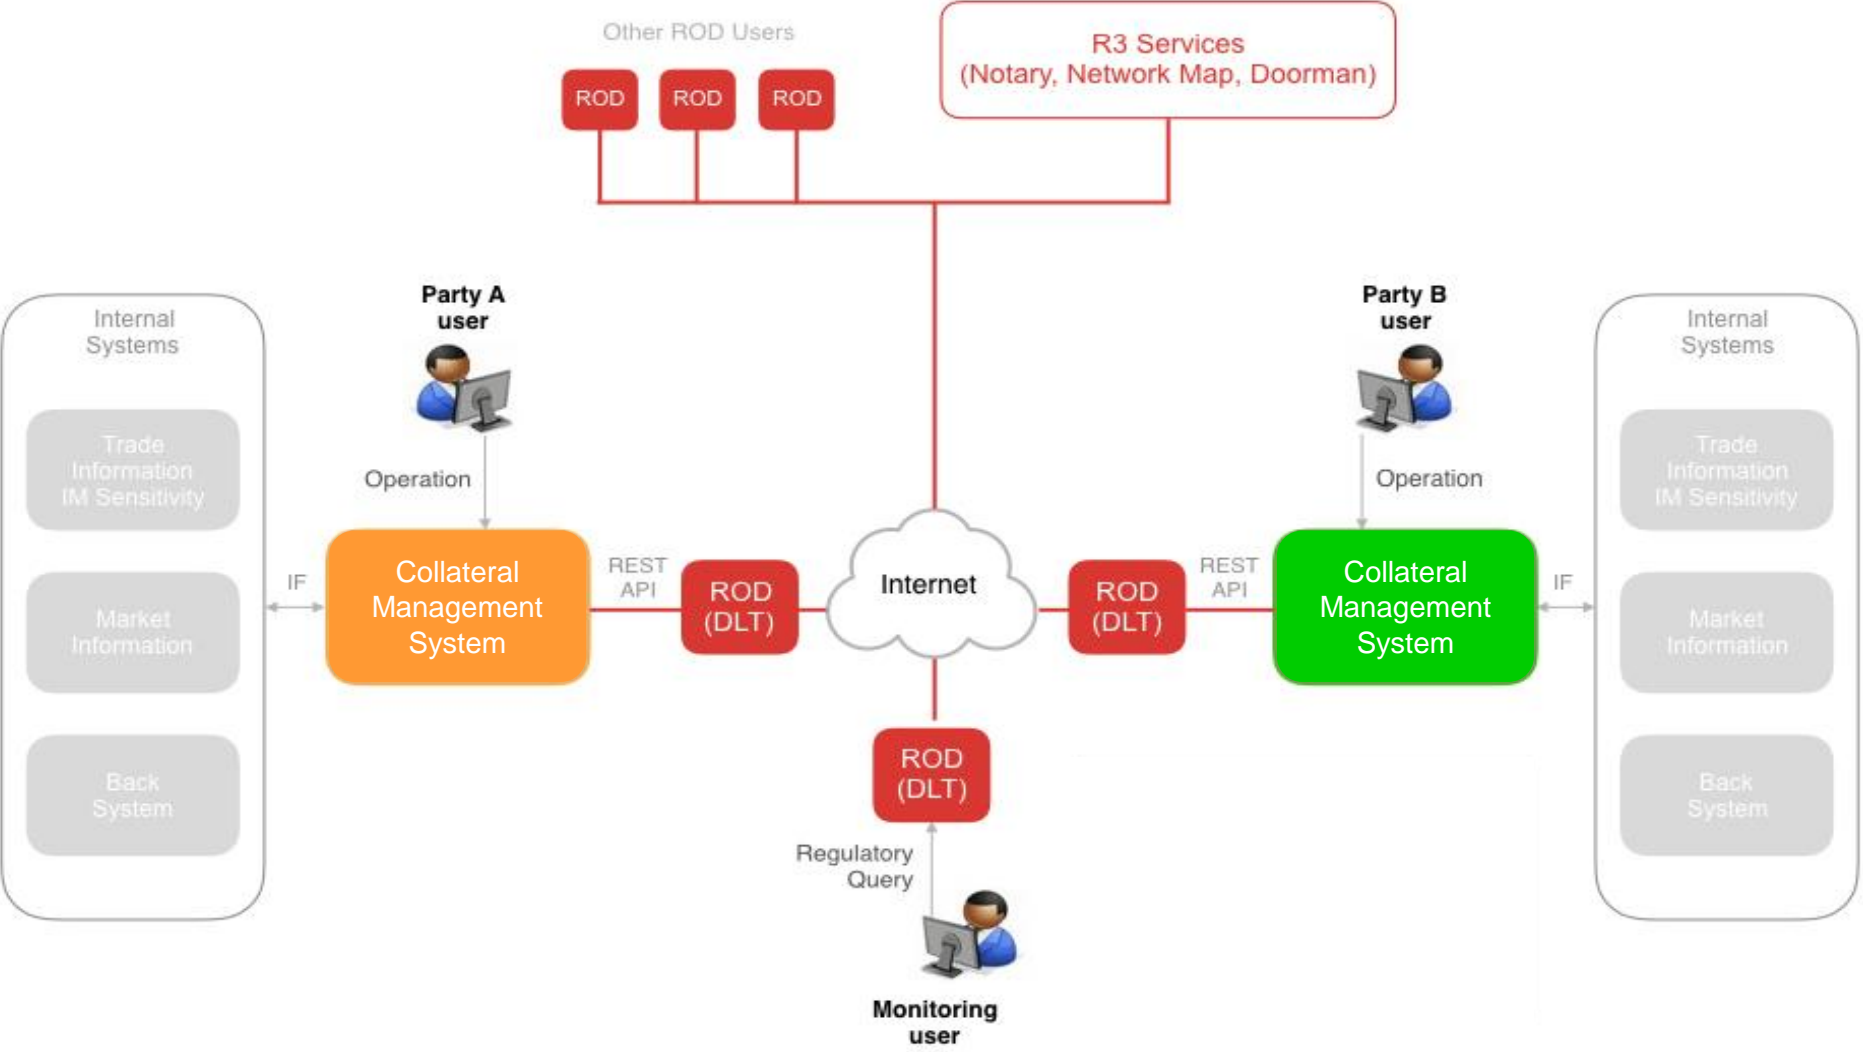 Other ROD Users
ROD
ROD
ROD
R3 Services
(Notary, Network Map, Doorman)
Party A
user
Party B
user
Internal
Systems
Trade
Information
IM Sensitivity
Market
Information
Back
System
IF
Operation
Collateral
Management
System
REST
API
ROD
(DLT)
Internet
ROD
(DLT)
REST
API
Operation
Collateral
Management
System
IF
Internal
Systems
Trade
Information
IM Sensitivity
Market
Information
Back
System
ROD
(DLT)
Regulatory
Query
Monitoring
user